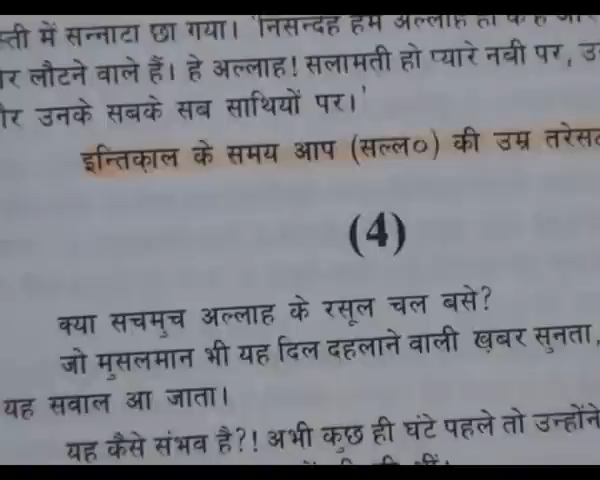 में सन्नाटा छा गया। 'निसन्देह हम अल्लाह ही के हैं और
लौटने वाले हैं। हे अल्लाह! सलामती हो प्यारे नबी पर,
उनके सबके सब साथियों पर।'
इन्तिक़ाल के समय आप (सल्ल०) की उम्र
(4)
क्या सचमुच अल्लाह के रसूल चल बसे?
जो मुसलमान भी यह दिल दहलाने वाली ख़बर सुनता,
यह सवाल आ जाता।
यह कैसे संभव है?! अभी कुछ ही घंटे पहले तो उन्होंने